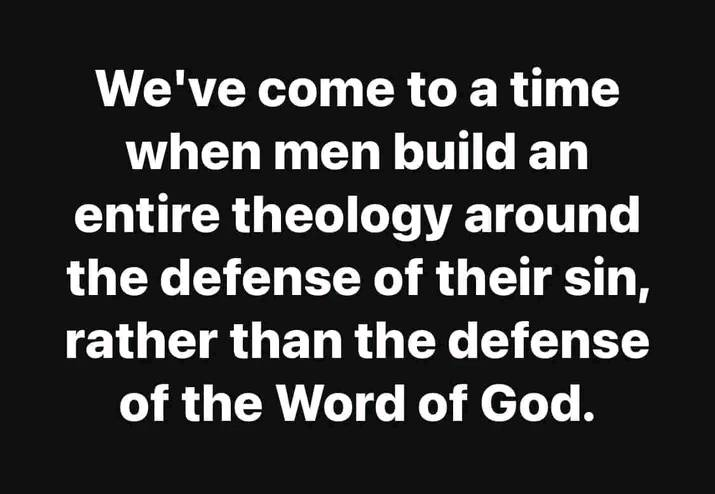 We've come to a time
when men build an
entire theology around
the defense of their sin,
rather than the defense
of the Word of God.